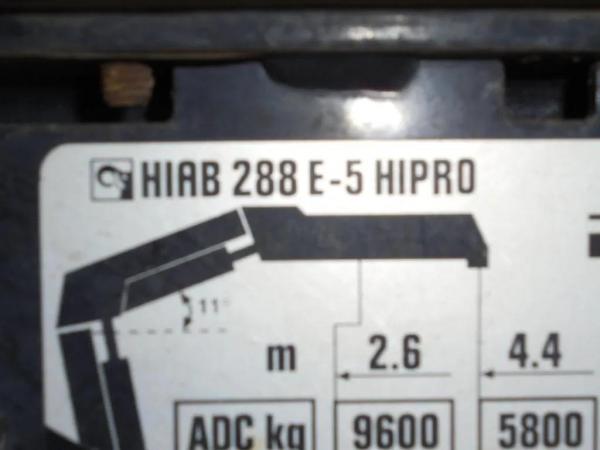 HIAB 288 E-5 HIPRO
11°
m 2.6 4.4
ADC kg 9600 5800